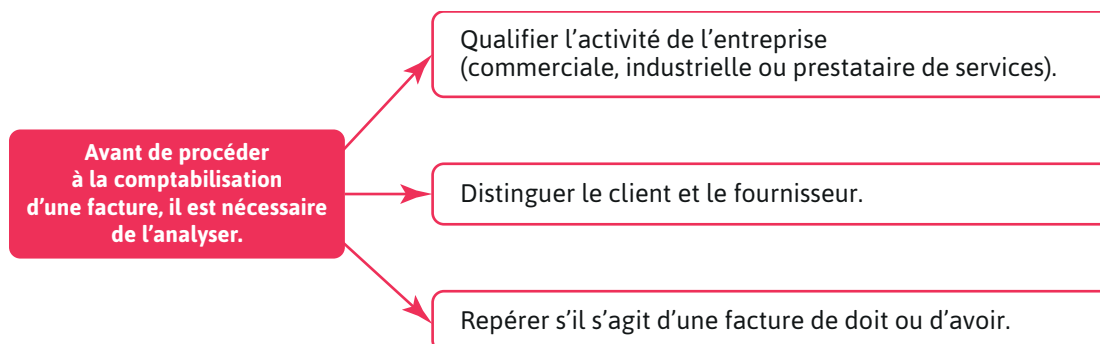 Qualifier l’activité de l’entreprise
(commerciale, industrielle ou prestataire de services).
Avant de procéder
à la comptabilisation
d’une facture, il est nécessaire
de l’analyser.
Distinguer le client et le fournisseur.
Repérer s’il s’agit d’une facture de doit ou d’avoir.